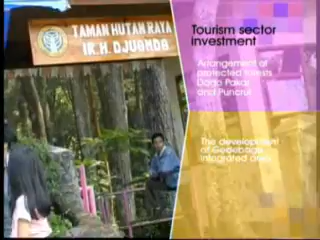 TAMAN HUTAN RAYA
IR. H. DJUANDA
Tourism sector
investment
Arrangement of
protected forests
Dago Pakar
and Puncrut
The development
of Gedebage
integrated area